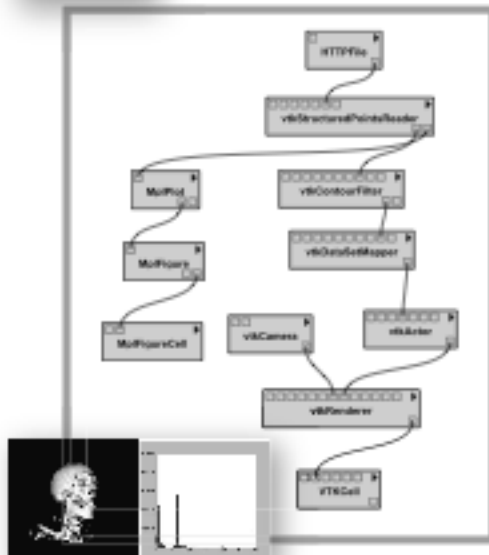 HTTPFile
vtkStructuredPointsReader
MplPlot
vtkContourFilter
MplFigure
vtkDataSetMapper
MplFigureCell
vtkCamera
vtkActor
vtkRenderer
VTKCell